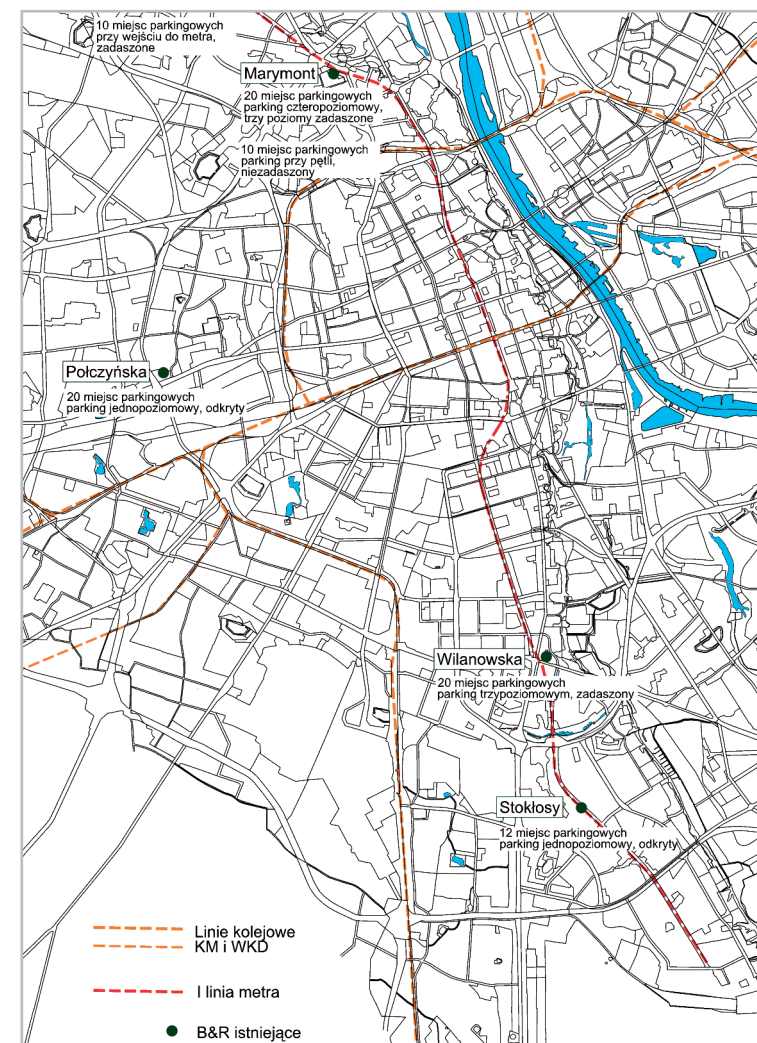 10 miejsc parkingowych
przy wejściu do metra,
zadaszone
Marymont
20 miejsc parkingowych
parking czteropoziomowy,
trzy poziomy zadaszone
10 miejsc parkingowych
parking przy pętli,
niezadaszony
Połczyńska
20 miejsc parkingowych
parking jednopoziomowy, odkryty
Wilanowska
20 miejsc parkingowych
parking trzypoziomowym, zadaszony
Stokłosy
12 miejsc parkingowych
parking jednopoziomowy, odkryty
Linie kolejowe
KM i WKD
I linia metra
B&R istniejące